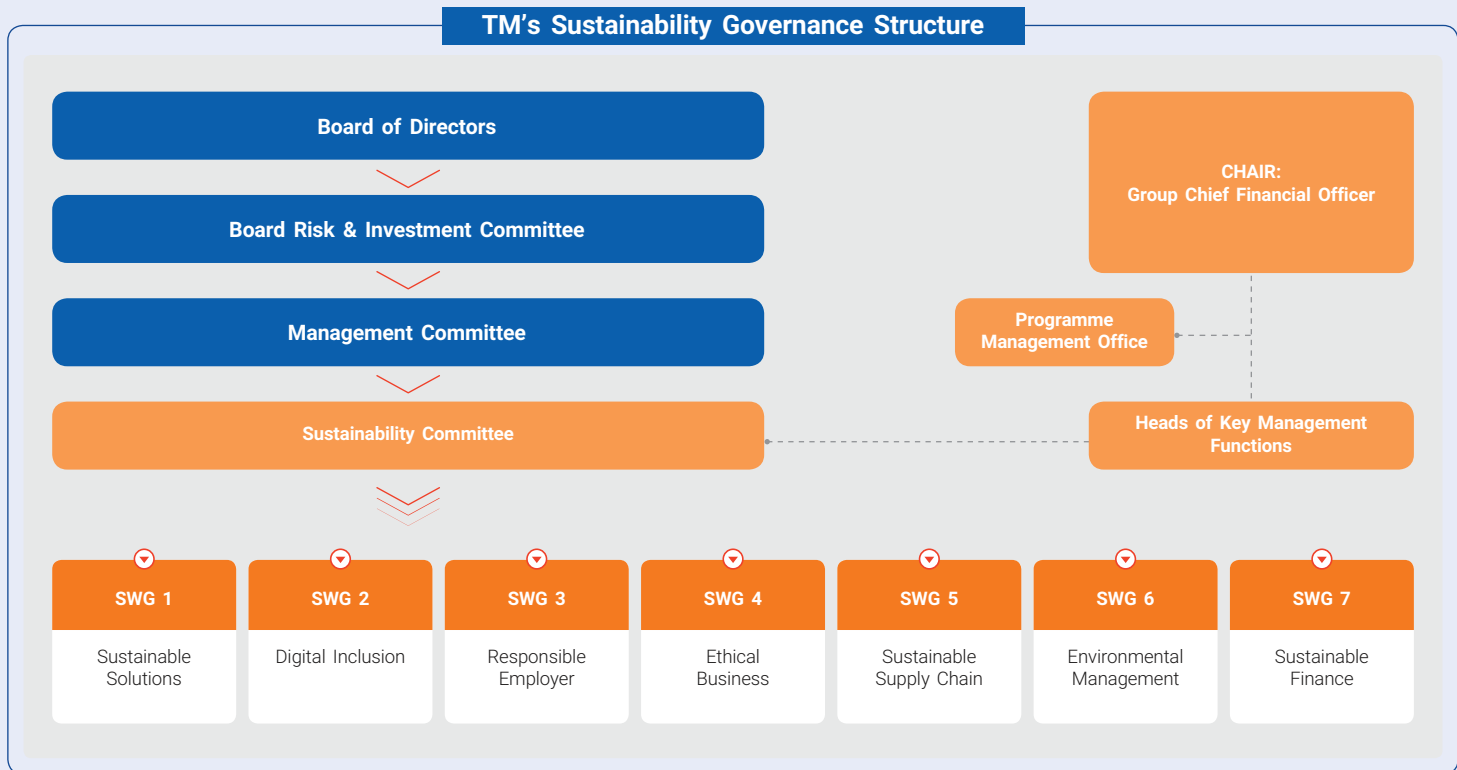 TM’s Sustainability Governance Structure
Board of Directors
Board Risk & Investment Committee
Management Committee
Sustainability Committee
CHAIR:
Group Chief Financial Officer
Programme
Management Office
Heads of Key Management
Functions
SWG 1
Sustainable
Solutions
SWG 2
Digital Inclusion
SWG 3
Responsible
Employer
SWG 4
Ethical
Business
SWG 5
Sustainable
Supply Chain
SWG 6
Environmental
Management
SWG 7
Sustainable
Finance